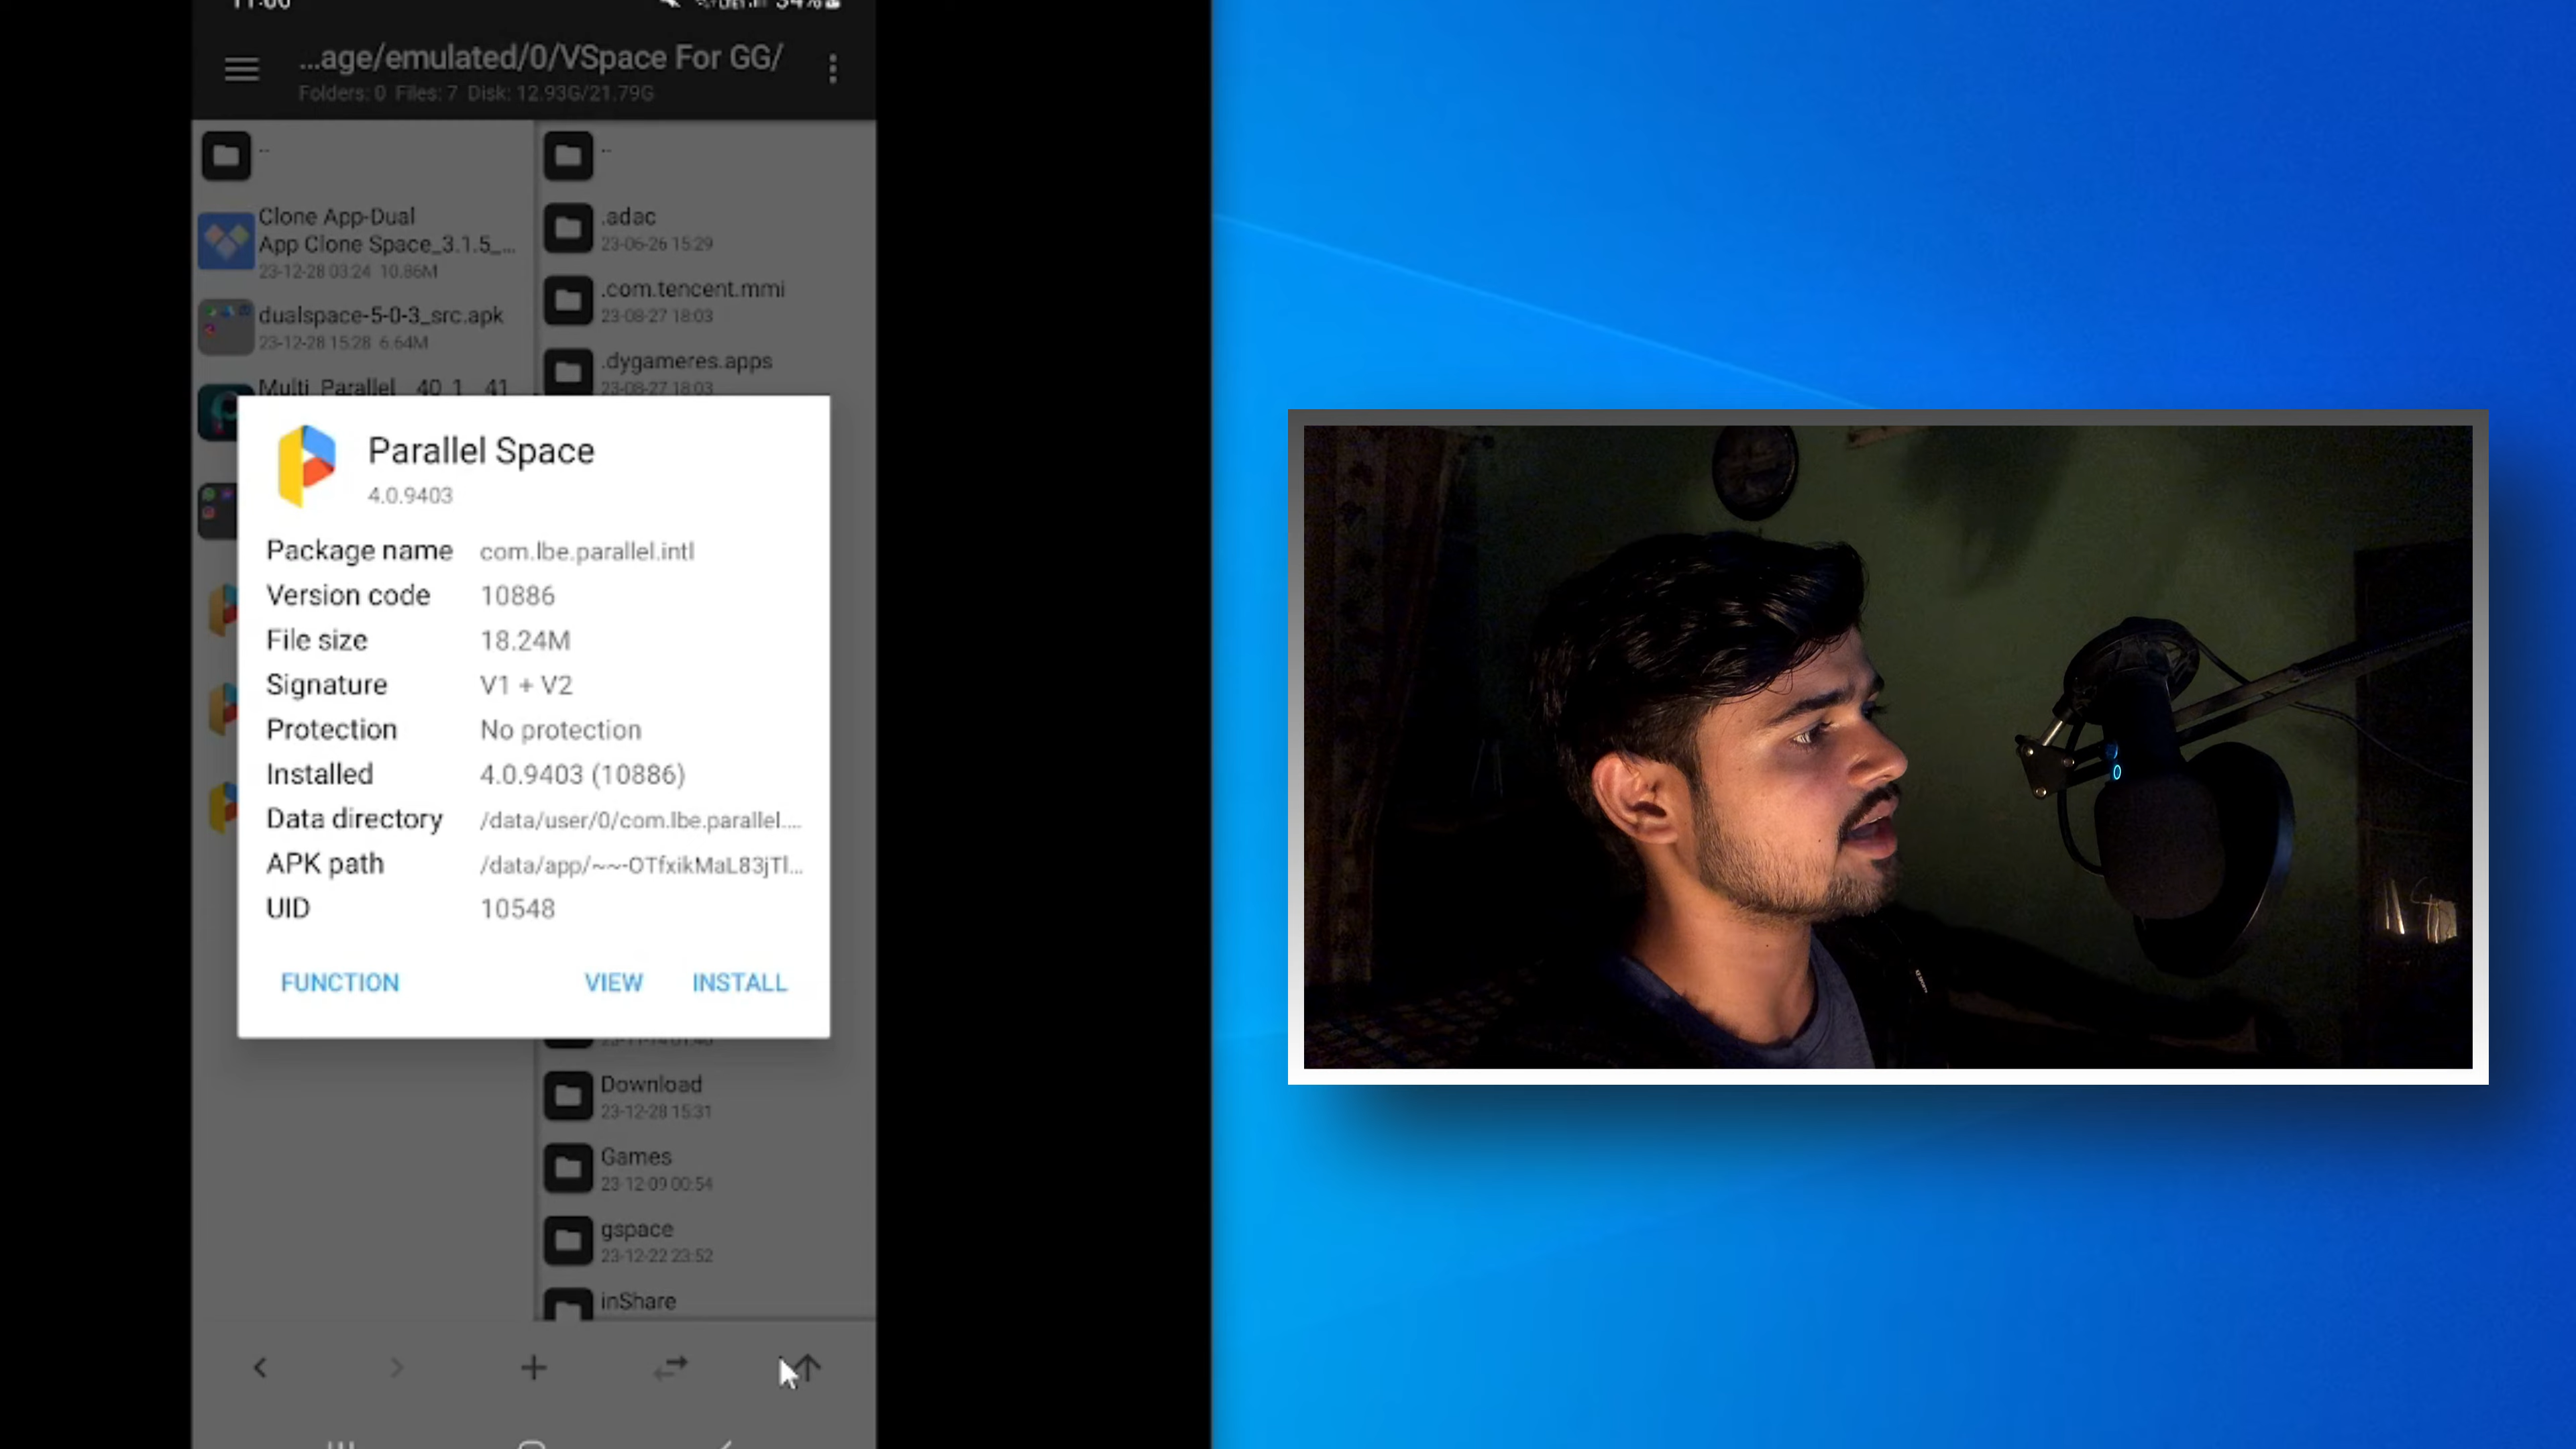 ...age/emulated/0/VSpace For GG/
Folders: 0 Files: 7 Disk: 12.93G/21.79G
..
Clone App-Dual
App Clone Space_3.1.5_...
23-12-28 03:24 10.86M
dualspace-5-0-3_src.apk
23-12-28 15:28 6.64M
Multi_Parallel__40_1__41_
..
.adac
23-06-26 15:29
.com.tencent.mmi
23-08-27 18:03
.dygameres.apps
23-08-27 18:03
Parallel Space
4.0.9403
Package name com.lbe.parallel.intl
Version code 10886
File size 18.24M
Signature V1 + V2
Protection No protection
Installed 4.0.9403 (10886)
Data directory /data/user/0/com.lbe.parallel....
APK path /data/app/~~-OTfxikMaL83jTl...
UID 10548
FUNCTION VIEW INSTALL
Download
23-12-28 15:31
Games
23-12-09 00:54
gspace
23-12-22 23:52
inShare